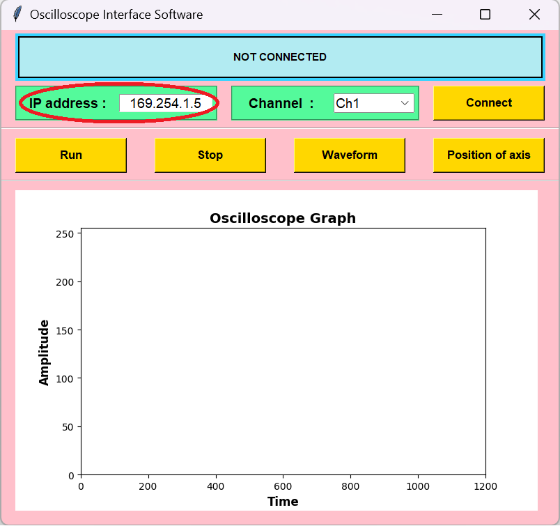 Oscilloscope Interface Software
NOT CONNECTED
IP address : 169.254.1.5 Channel : Ch1 Connect
Run Stop Waveform Position of axis
Oscilloscope Graph
250
200
150
100
50
0
Amplitude
0 200 400 600 800 1000 1200
Time